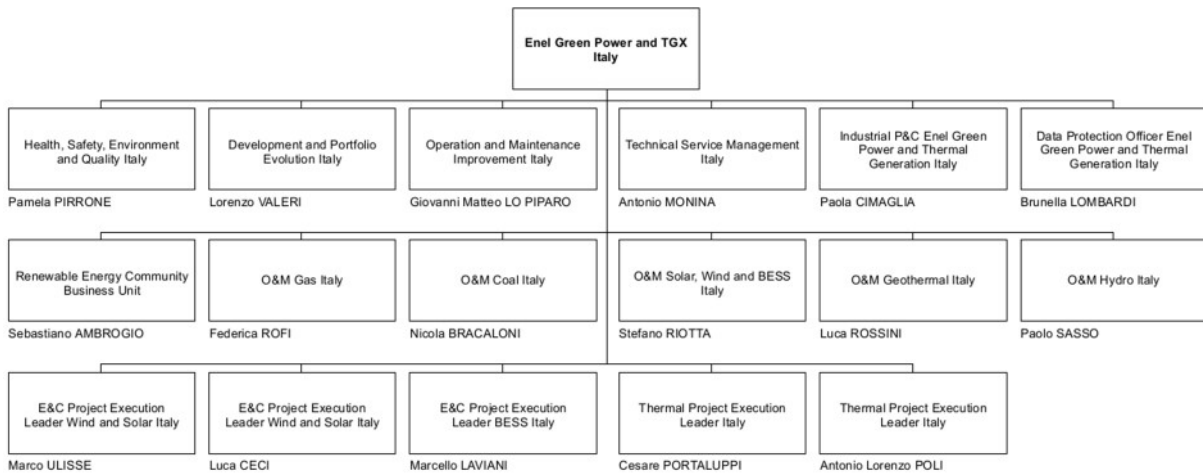 Enel Green Power and TGX
Italy
Health, Safety, Environment
and Quality Italy
Development and Portfolio
Evolution Italy
Operation and Maintenance
Improvement Italy
Technical Service Management
Italy
Industrial P&C Enel Green
Power and Thermal
Generation Italy
Data Protection Officer Enel
Green Power and Thermal
Generation Italy
Pamela PIRRONE
Lorenzo VALERI
Giovanni Matteo LO PIPARO
Antonio MONINA
Paola CIMAGLIA
Brunella LOMBARDI
Renewable Energy Community
Business Unit
O&M Gas Italy
O&M Coal Italy
O&M Solar, Wind and BESS
Italy
O&M Geothermal Italy
O&M Hydro Italy
Sebastiano AMBROGIO
Federica ROFI
Nicola BRACALONI
Stefano RIOTTA
Luca ROSSINI
Paolo SASSO
E&C Project Execution
Leader Wind and Solar Italy
E&C Project Execution
Leader Wind and Solar Italy
E&C Project Execution
Leader BESS Italy
Thermal Project Execution
Leader Italy
Thermal Project Execution
Leader Italy
Marco ULISSE
Luca CECI
Marcello LAVIANI
Cesare PORTALUPPI
Antonio Lorenzo POLI